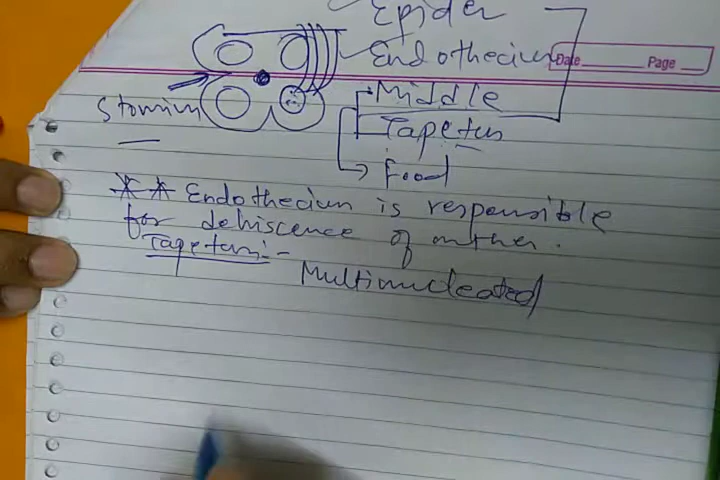 Epider
Endothecium
Date Page
Middle
Stomium
Tapetum
Food
** Endothecium is responsible
for dehiscence of anther.
Tapetum:-
Multinucleated